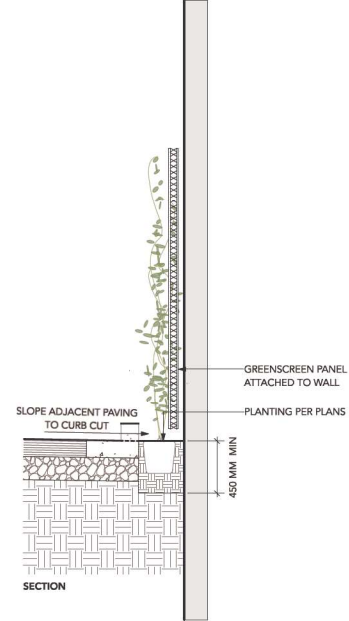 GREENSCREEN PANEL
ATTACHED TO WALL
PLANTING PER PLANS
SLOPE ADJACENT PAVING
TO CURB CUT
450 MM MIN
SECTION